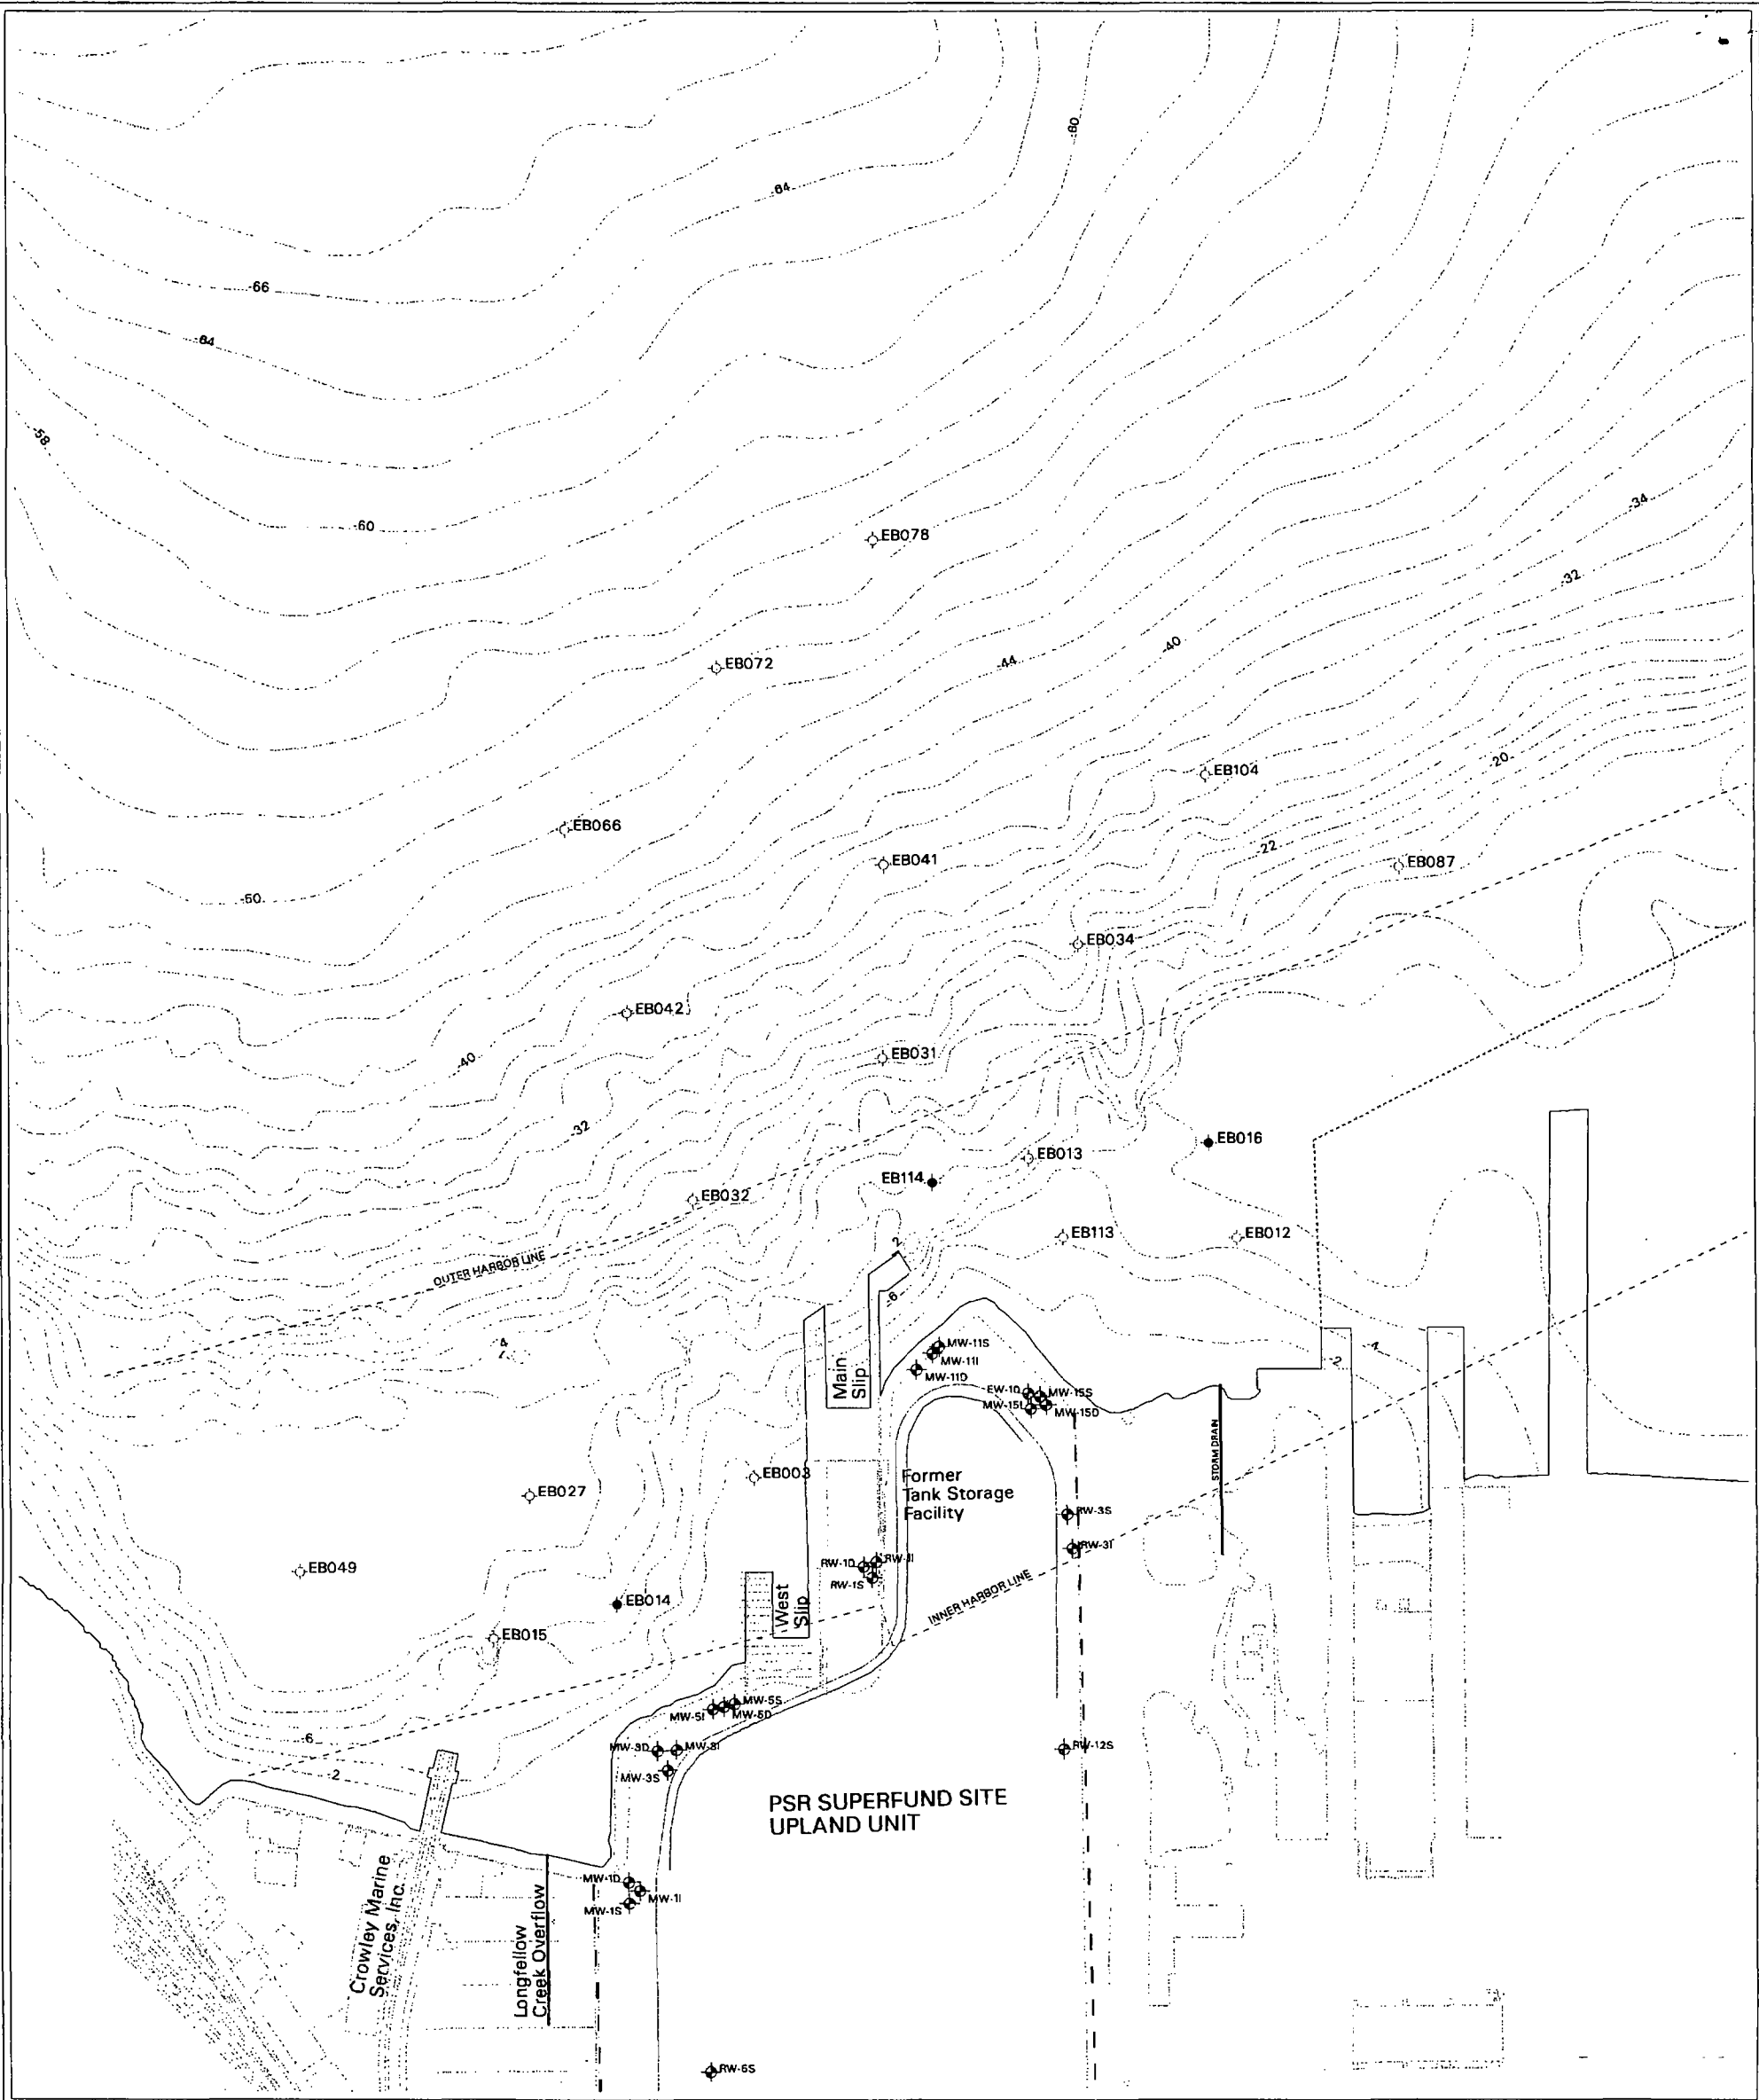 -80
-64
-66
-64
-58
-34
-60
EB078
-32
-40
-44
EB072
-20
EB104
EB066
-22
EB041
EB087
-50
EB034
EB042
-40
EB031
-32
EB016
EB013
EB114
EB032
EB113
EB012
2
OUTER HARBOR LINE
-6
-4
MW-11S
MW-11I
-2
Main
Slip
MW-11D
EW-1D
MW-15S
MW-15I
MW-15D
STORM DRAIN
EB003
Former
Tank Storage
Facility
EB027
RW-3S
RW-3I
RW-1D
RW-1I
RW-1S
EB049
INNER HARBOR LINE
West
Slip
EB014
EB015
MW-5S
MW-5I
MW-5D
-6
MW-3D
MW-3I
RW-12S
-2
MW-3S
PSR SUPERFUND SITE
UPLAND UNIT
Crowley Marine
Services, Inc.
MW-1D
MW-1I
MW-1S
Longfellow
Creek Overflow
RW-6S